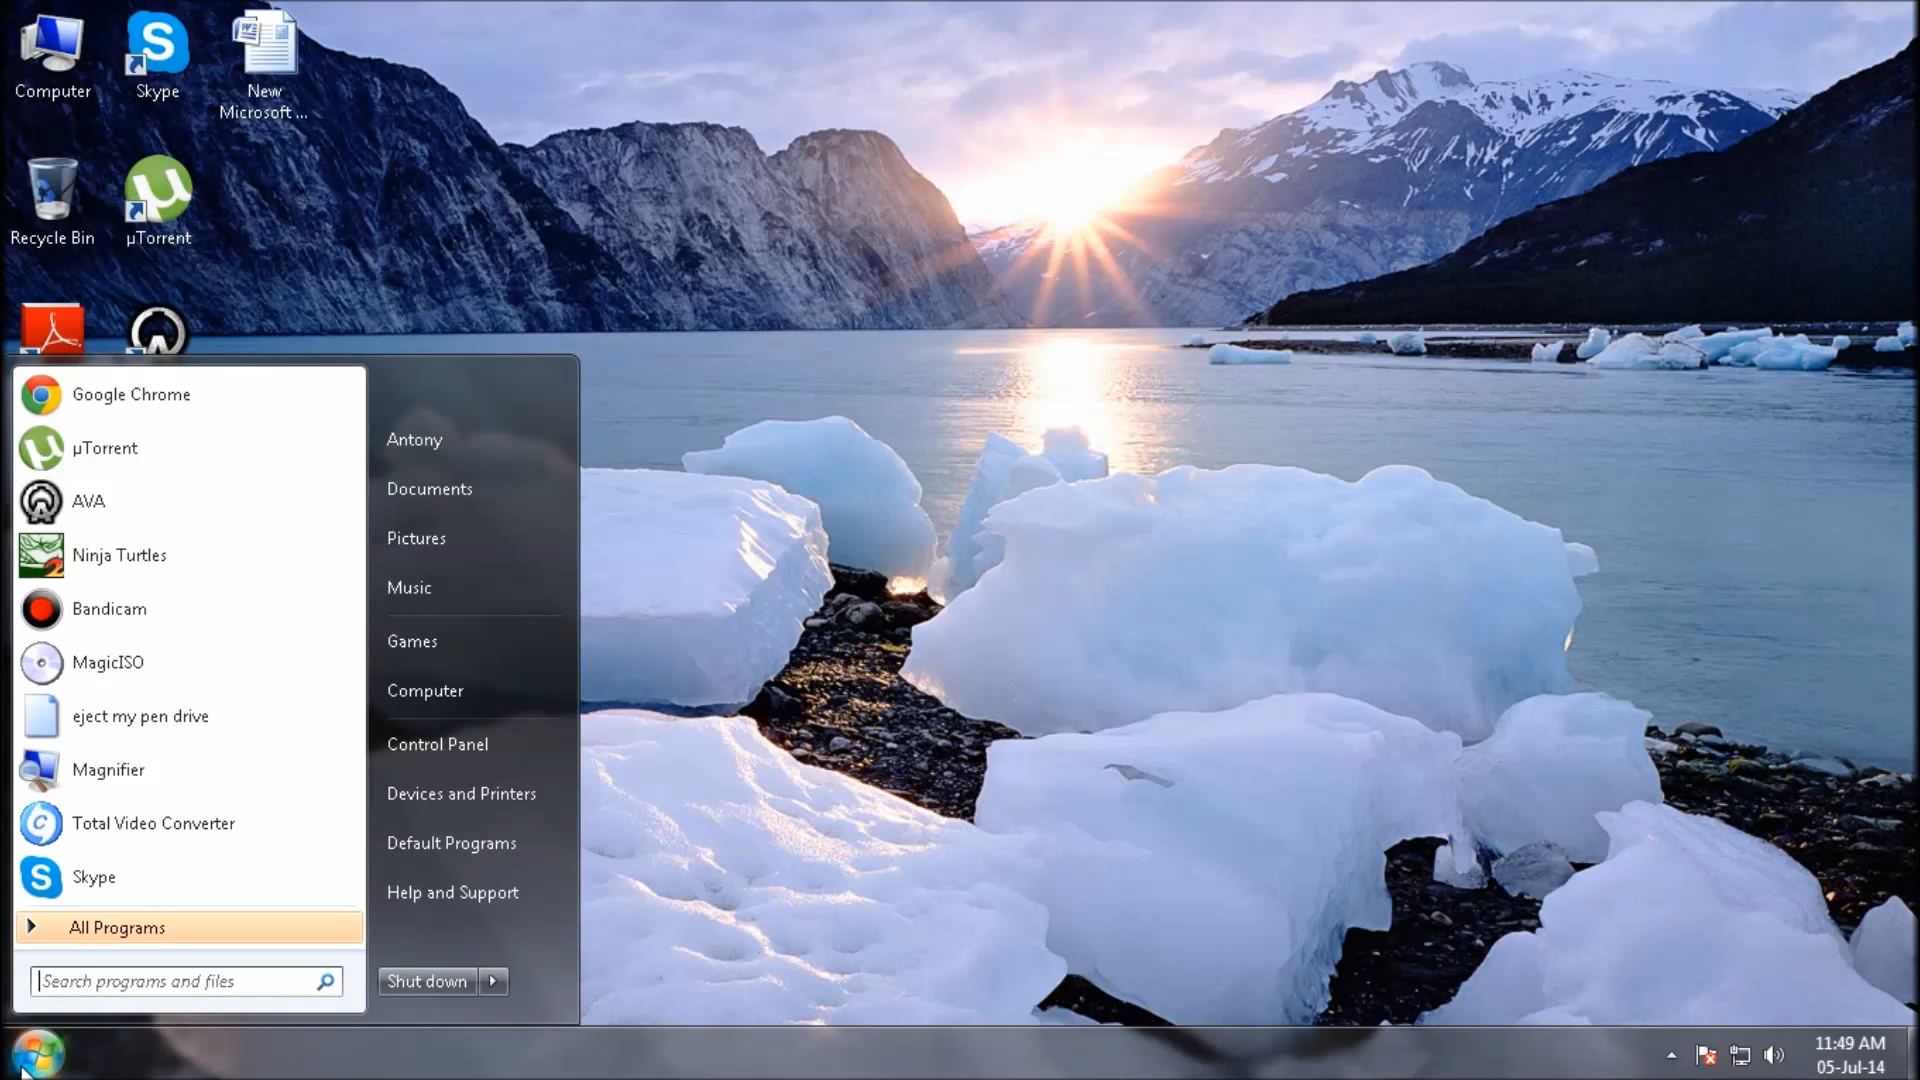 Computer
Skype
New
Microsoft ...
Recycle Bin
µTorrent
Google Chrome
µTorrent
AVA
Ninja Turtles
Bandicam
MagicISO
eject my pen drive
Magnifier
Total Video Converter
Skype
All Programs
Search programs and files
Antony
Documents
Pictures
Music
Games
Computer
Control Panel
Devices and Printers
Default Programs
Help and Support
Shut down
11:49 AM
05-Jul-14